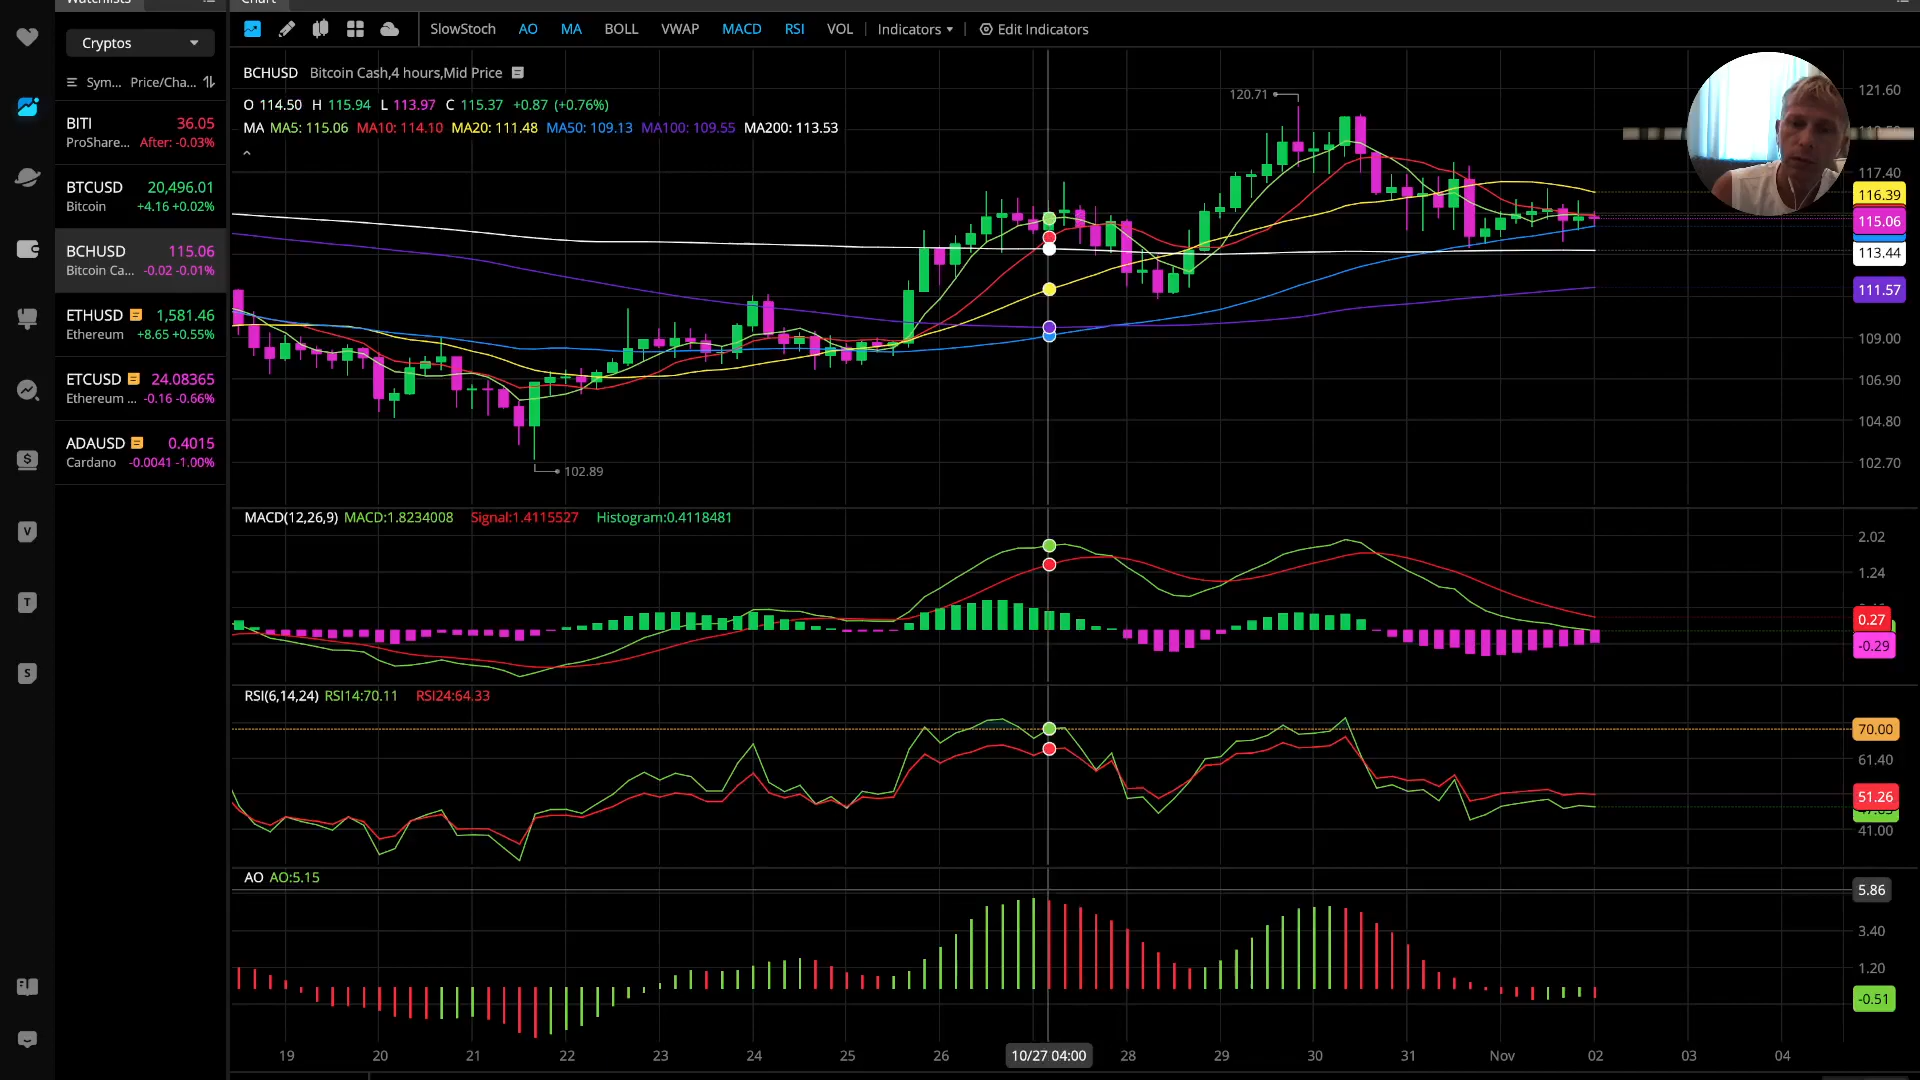 Watchlists
Chart
Cryptos
SlowStoch AO MA BOLL VWAP MACD RSI VOL Indicators Edit Indicators
Sym... Price/Cha...
BCHUSD Bitcoin Cash,4 hours,Mid Price
O 114.50 H 115.94 L 113.97 C 115.37 +0.87 (+0.76%)
MA MA5: 115.06 MA10: 114.10 MA20: 111.48 MA50: 109.13 MA100: 109.55 MA200: 113.53
BITI 36.05
ProShare... After: -0.03%
BTCUSD 20,496.01
Bitcoin +4.16 +0.02%
BCHUSD 115.06
Bitcoin Ca... -0.02 -0.01%
ETHUSD 1,581.46
Ethereum +8.65 +0.55%
ETCUSD 24.08365
Ethereum ... -0.16 -0.66%
ADAUSD 0.4015
Cardano -0.0041 -1.00%
V
T
S
120.71
102.89
121.60
117.40
116.39
115.06
113.44
111.57
109.00
106.90
104.80
102.70
MACD(12,26,9) MACD:1.8234008 Signal:1.4115527 Histogram:0.4118481
2.02
1.24
0.27
-0.29
RSI(6,14,24) RSI14:70.11 RSI24:64.33
70.00
61.40
51.26
41.00
AO AO:5.15
5.86
3.40
1.20
-0.51
19 20 21 22 23 24 25 26 10/27 04:00 28 29 30 31 Nov 02 03 04